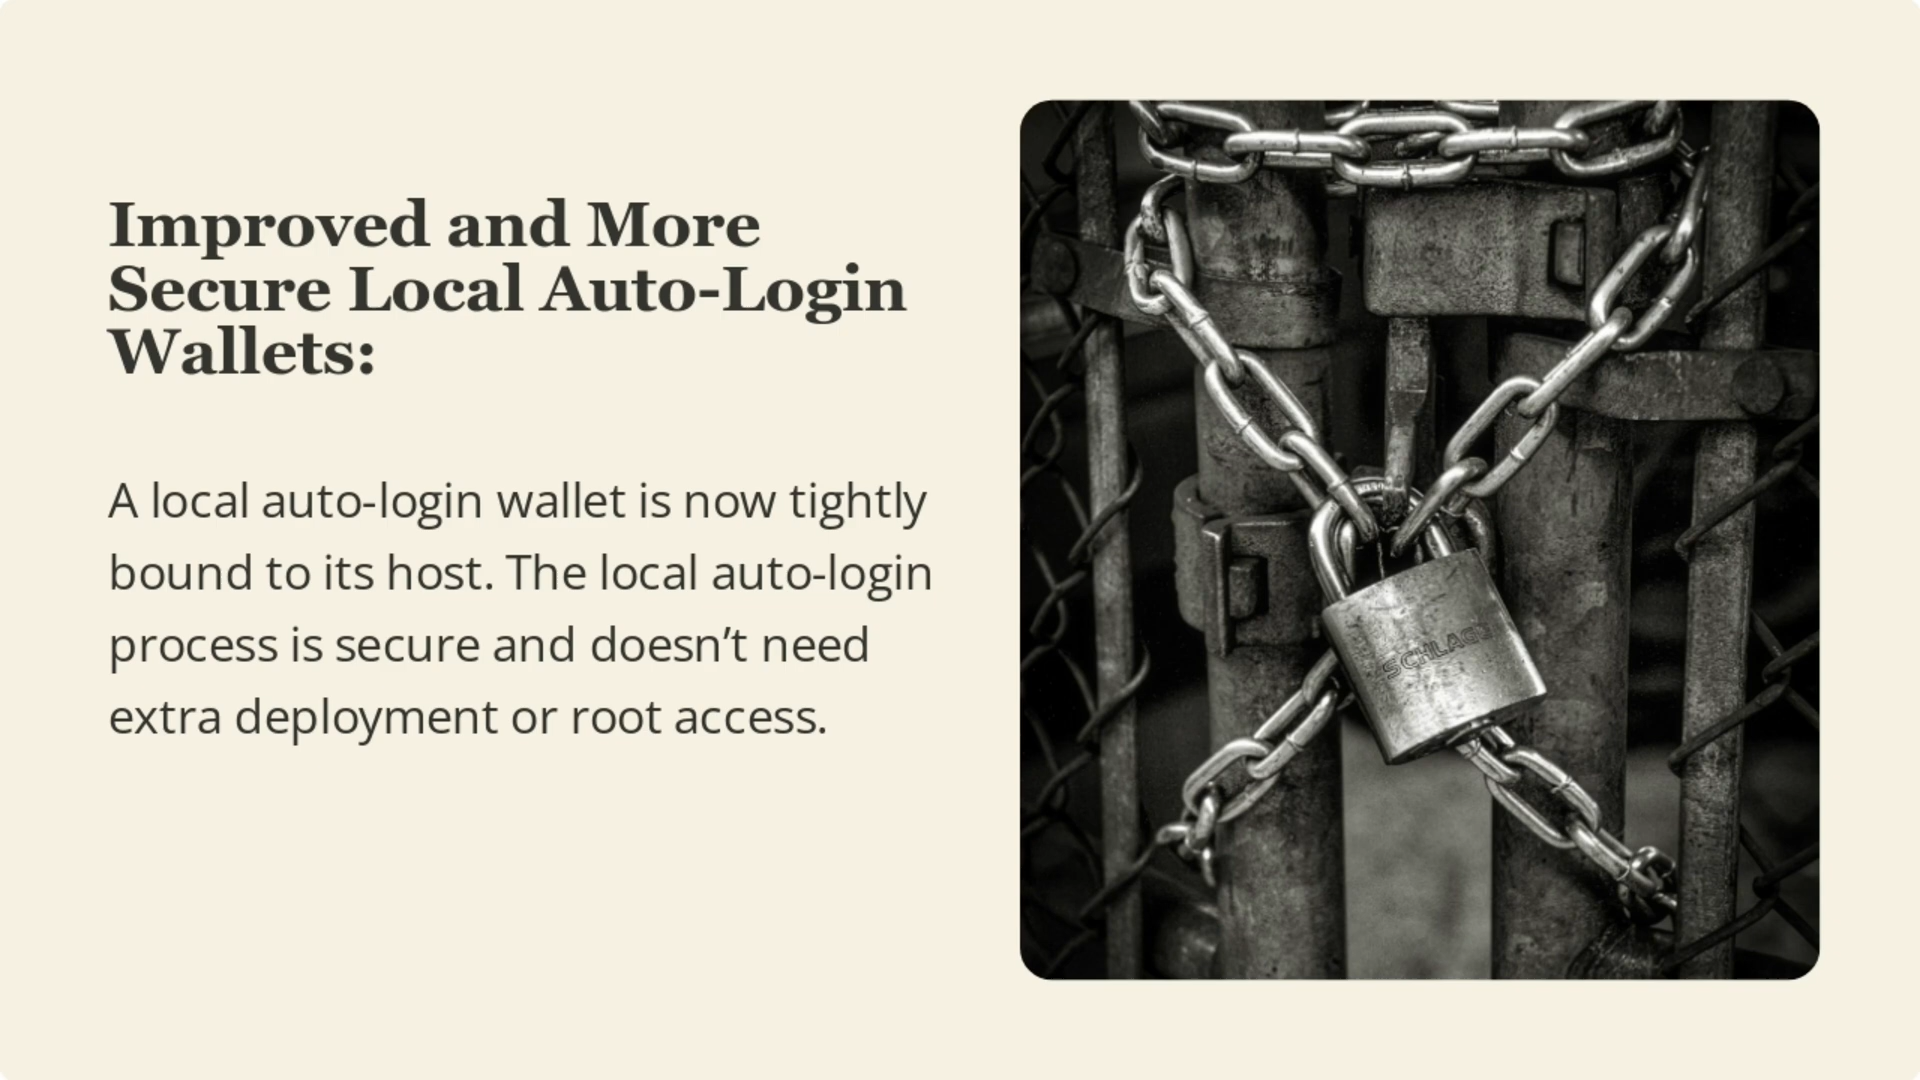 Improved and More
Secure Local Auto-Login
Wallets:
A local auto-login wallet is now tightly
bound to its host. The local auto-login
process is secure and doesn’t need
extra deployment or root access.
SCHLAGE